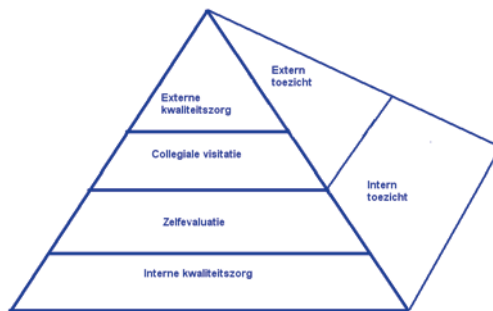 Extern
toezicht
Externe
kwaliteitszorg
Collegiale visitatie
Intern
toezicht
Zelfevaluatie
Interne kwaliteitszorg